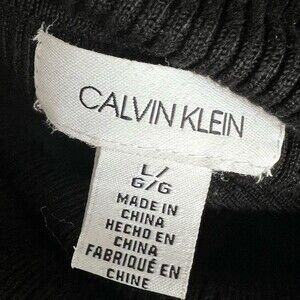 CALVIN KLEIN
L/
G/G
MADE IN
CHINA
HECHO EN
CHINA
FABRIQUÉ EN
CHINE